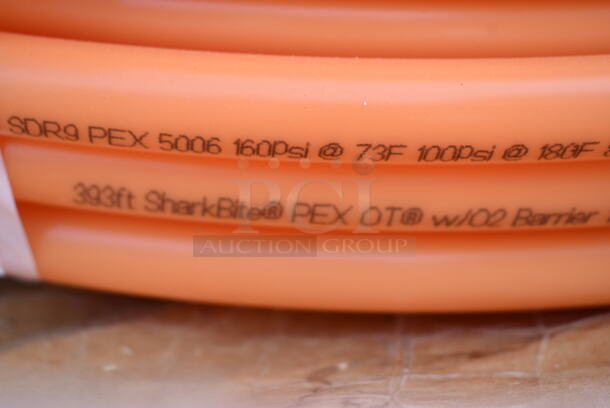 SDR9 PEX 5006 160psi @ 73F 100psi @ 180F
393ft SharkBite® PEX OT® w/O2 Barrier
PCI
AUCTION GROUP